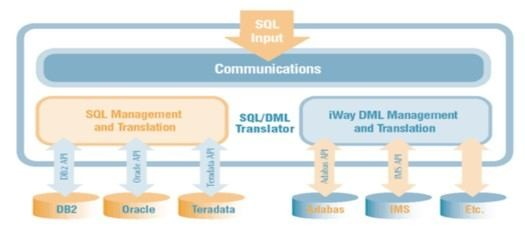 SQL
Input
Communications
SQL Management
and Translation
SQL/DML
Translator
iWay DML Management
and Translation
DB2 API
Oracle API
Teradata API
Adabas API
IMS API
DB2
Oracle
Teradata
Adabas
IMS
Etc.